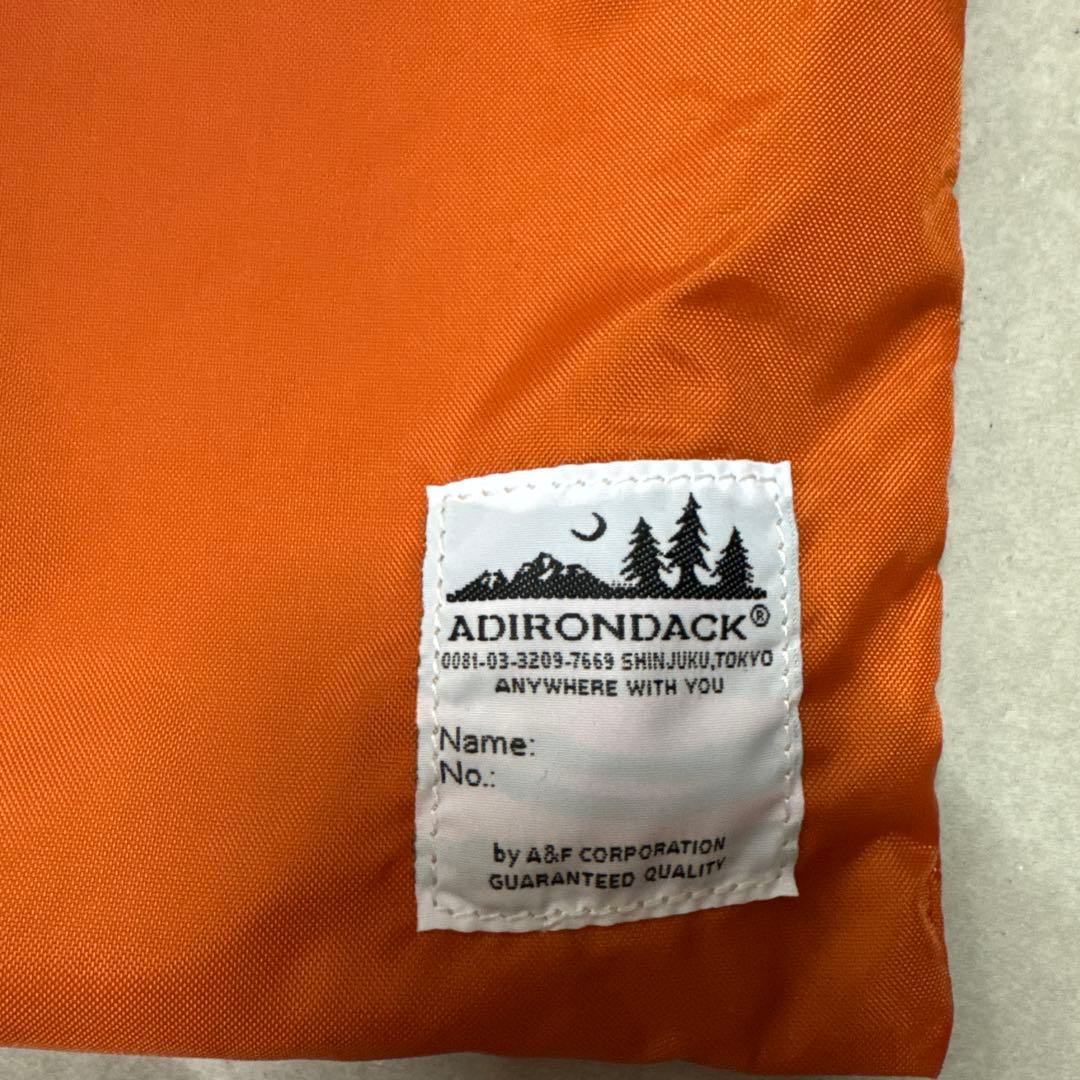 ADIRONDACK®
0081-03-3209-7669 SHINJUKU,TOKYO
ANYWHERE WITH YOU
Name:
No.:
by A&F CORPORATION
GUARANTEED QUALITY